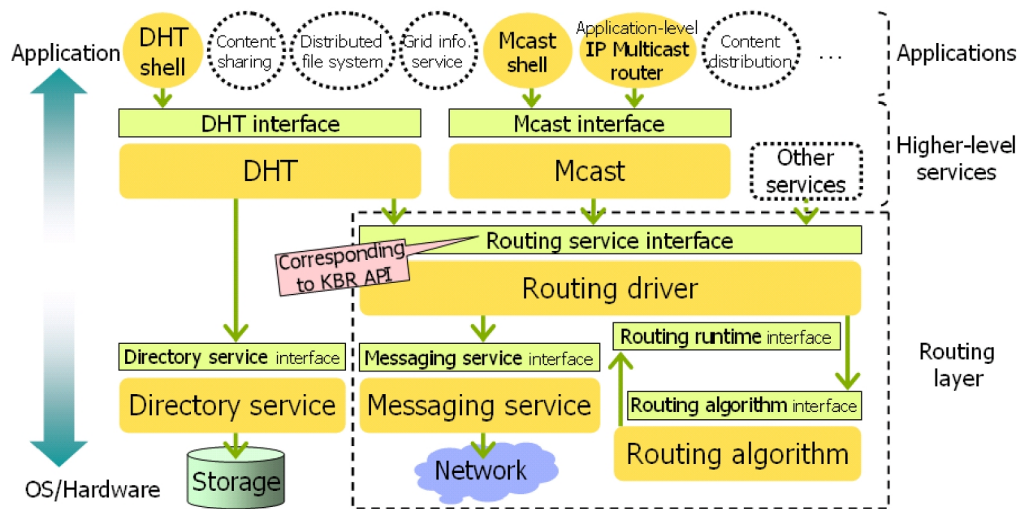 Application
DHT
shell
Content
sharing
Distributed
file system
Grid info.
service
Mcast
shell
Application-level
IP Multicast
router
Content
distribution
...
Applications
DHT interface
Mcast interface
DHT
Mcast
Other
services
Higher-level
services
Routing service interface
Corresponding
to KBR API
Routing driver
Routing runtime interface
Directory service interface
Messaging service interface
Routing
layer
Routing algorithm interface
Directory service
Messaging service
Routing algorithm
Storage
Network
OS/Hardware